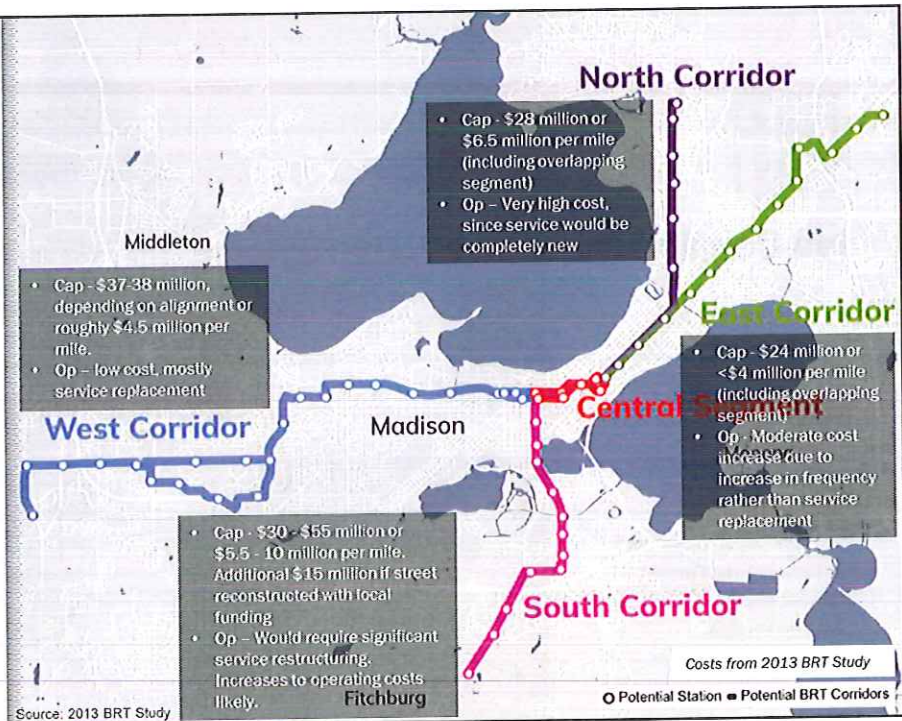 North Corridor
• Cap - $28 million or
$6.5 million per mile
(including overlapping
segment)
• Op – Very high cost,
since service would be
completely new
Middleton
• Cap - $37-38 million,
depending on alignment or
roughly $4.5 million per
mile.
• Op – low cost, mostly
service replacement
East Corridor
• Cap - $24 million or
<$4 million per mile
(including overlapping
segment)
• Op - Moderate cost
increase due to
increase in frequency
rather than service
replacement
Central Segment
West Corridor
Madison
• Cap - $30 - $55 million or
$5.5 - 10 million per mile.
Additional $15 million if street
reconstructed with local
funding
• Op – Would require significant
service restructuring.
Increases to operating costs
likely.
South Corridor
Fitchburg
Costs from 2013 BRT Study
Potential Station Potential BRT Corridors
Source: 2013 BRT Study